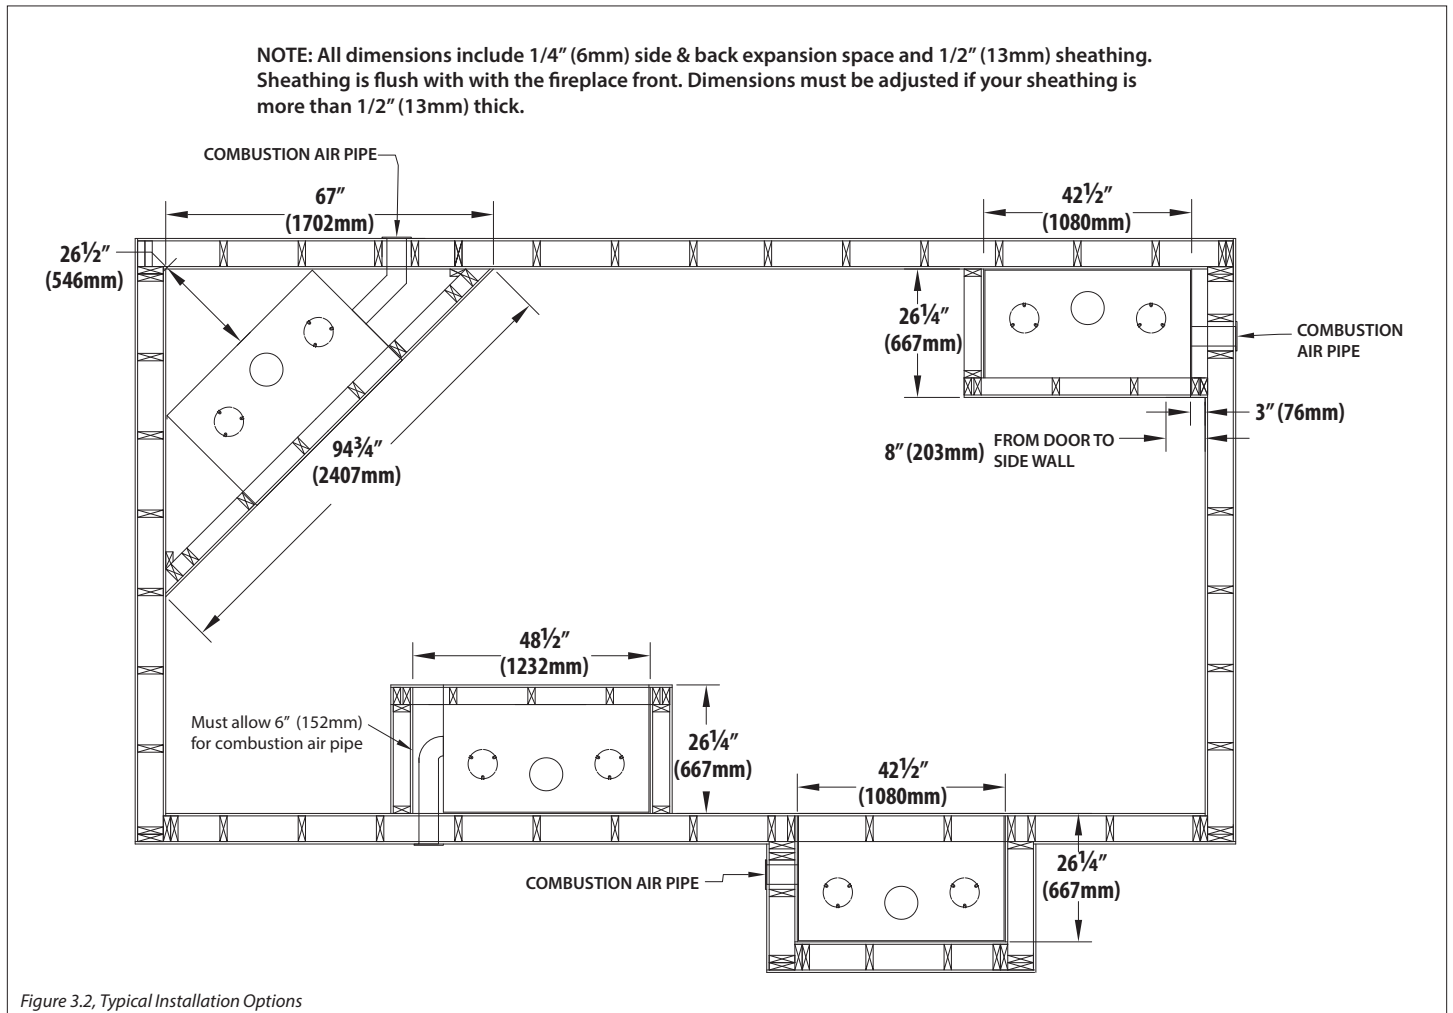 NOTE: All dimensions include 1/4” (6mm) side & back expansion space and 1/2” (13mm) sheathing.
Sheathing is flush with with the fireplace front. Dimensions must be adjusted if your sheathing is
more than 1/2” (13mm) thick.
COMBUSTION AIR PIPE
67”
(1702mm)
42½”
(1080mm)
26½”
(546mm)
26¼”
(667mm)
COMBUSTION
AIR PIPE
3” (76mm)
8” (203mm)
FROM DOOR TO
SIDE WALL
94¾”
(2407mm)
48½”
(1232mm)
Must allow 6” (152mm)
for combustion air pipe
26¼”
(667mm)
42½”
(1080mm)
COMBUSTION AIR PIPE
26¼”
(667mm)
Figure 3.2, Typical Installation Options